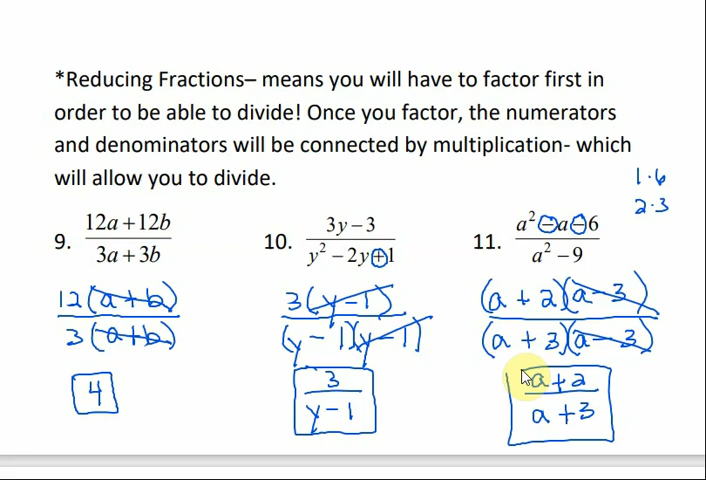 *Reducing Fractions– means you will have to factor first in
order to be able to divide! Once you factor, the numerators
and denominators will be connected by multiplication- which
will allow you to divide.
1·6
2·3
9. (12a+12b)/(3a+3b)
10. (3y−3)/(y²−2y+1)
11. (a²−a−6)/(a²−9)
12(a+b)/3(a+b)
3(y−1)/(y−1)(y−1)
(a+2)(a−3)/(a+3)(a−3)
4
3/(y−1)
(a+2)/(a+3)